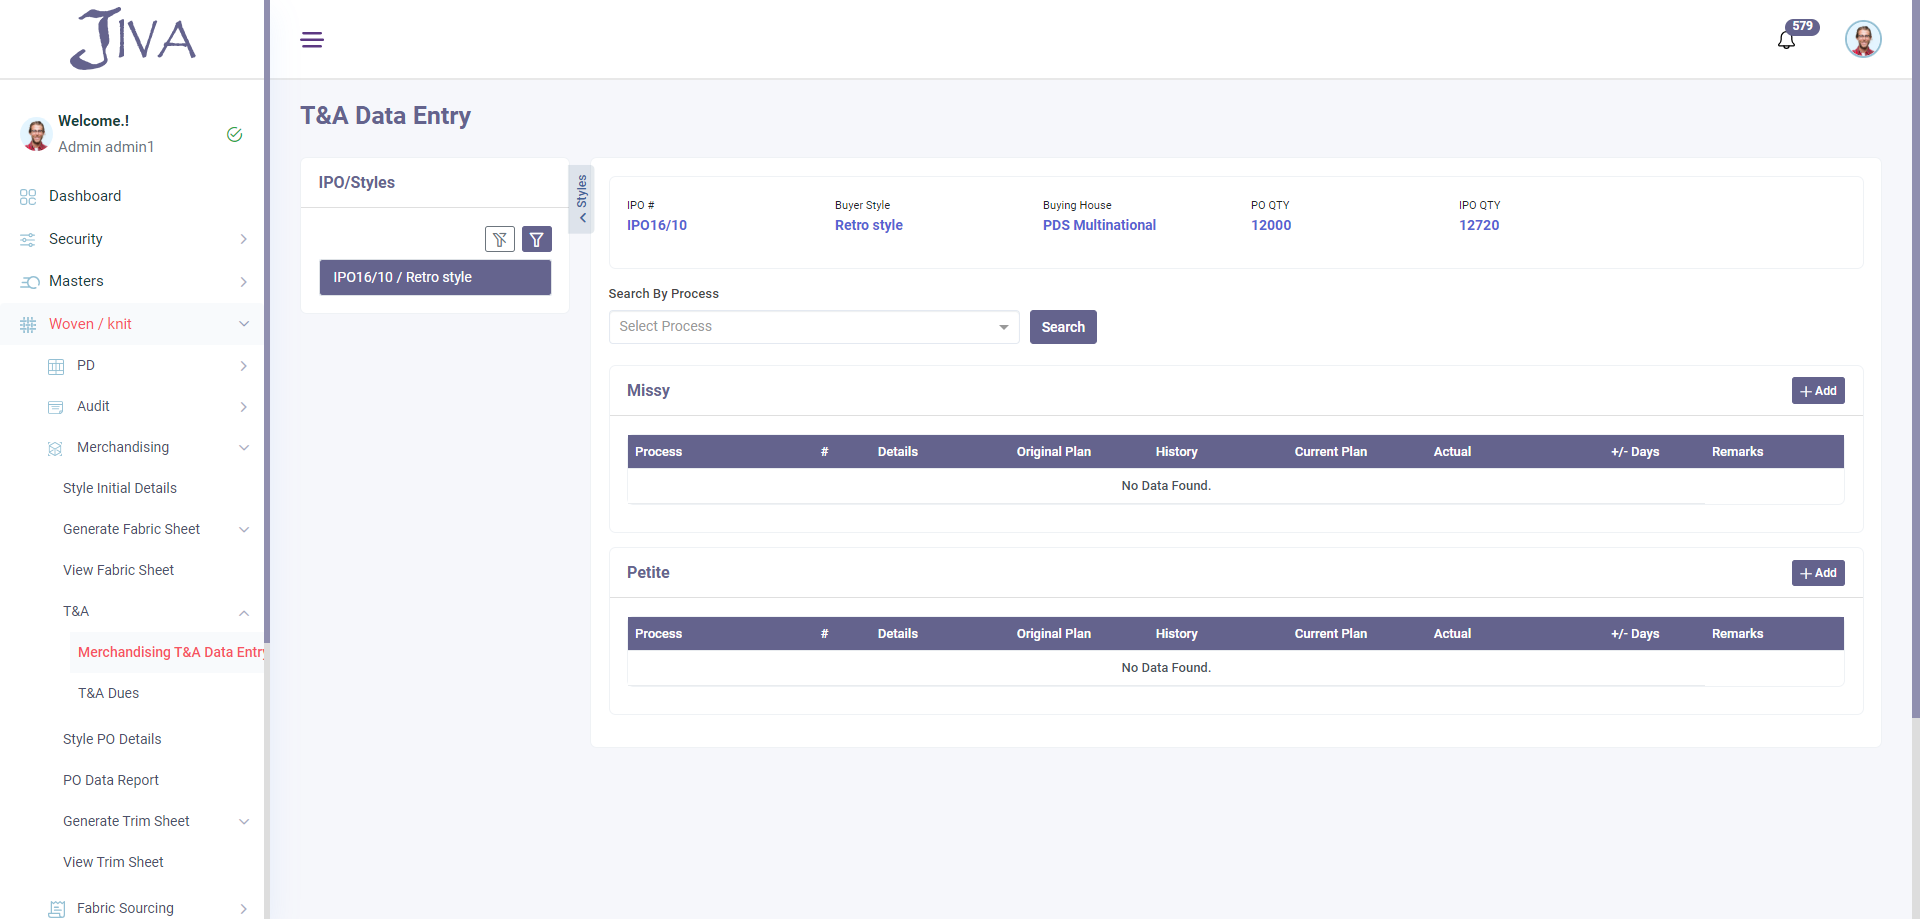 JIVA
579
Welcome.!
Admin admin1
Dashboard
Security
Masters
Woven / knit
PD
Audit
Merchandising
Style Initial Details
Generate Fabric Sheet
View Fabric Sheet
T&A
Merchandising T&A Data Entry
T&A Dues
Style PO Details
PO Data Report
Generate Trim Sheet
View Trim Sheet
Fabric Sourcing
T&A Data Entry
IPO/Styles
IPO16/10 / Retro style
Styles
IPO # Buyer Style Buying House PO QTY IPO QTY
IPO16/10 Retro style PDS Multinational 12000 12720
Search By Process
Select Process Search
Missy + Add
Process # Details Original Plan History Current Plan Actual +/- Days Remarks
No Data Found.
Petite + Add
Process # Details Original Plan History Current Plan Actual +/- Days Remarks
No Data Found.